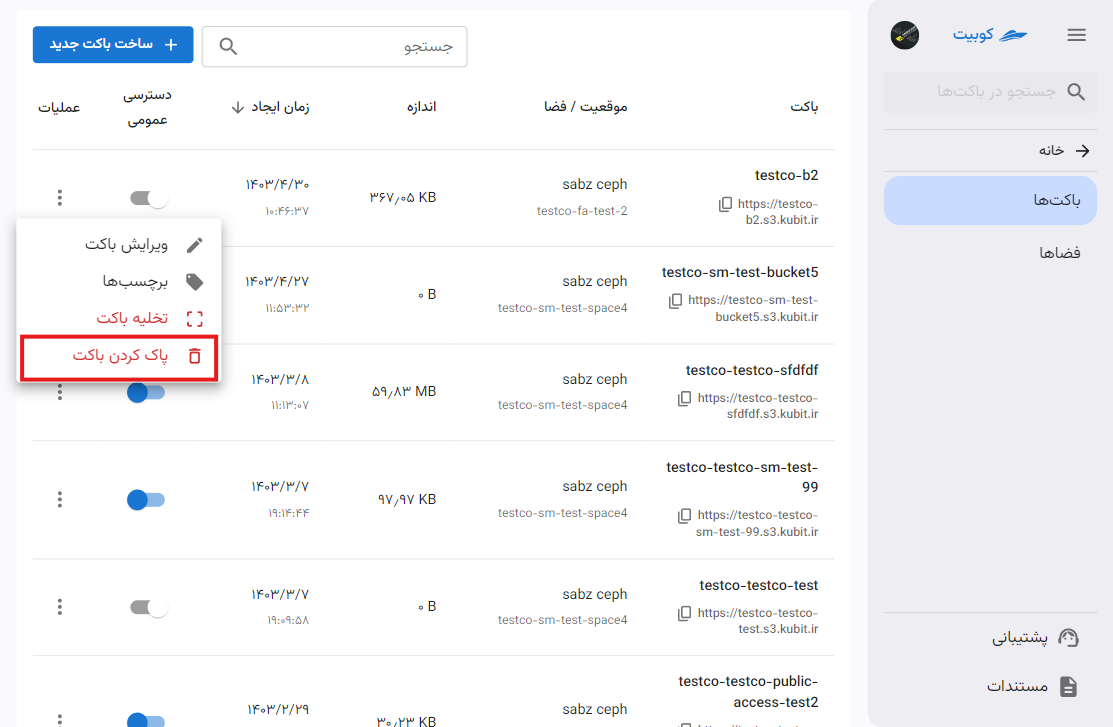 کوبیت
جستجو در باکت‌ها
خانه
باکت‌ها
فضاها
پشتیبانی
مستندات
جستجو
ساخت باکت جدید
باکت
موقعیت / فضا
اندازه
زمان ایجاد
دسترسی
عمومی
عملیات
testco-b2
https://testco-
b2.s3.kubit.ir
sabz ceph
testco-fa-test-2
۳۶۷٫۰۵ KB
۱۴۰۳/۴/۳۰
۱۰:۴۶:۳۷
ویرایش باکت
برچسب‌ها
تخلیه باکت
پاک کردن باکت
testco-sm-test-bucket5
https://testco-sm-test-
bucket5.s3.kubit.ir
sabz ceph
testco-sm-test-space4
۰ B
۱۴۰۳/۴/۲۷
۱۱:۵۳:۳۲
testco-testco-sfdfdf
https://testco-testco-
sfdfdf.s3.kubit.ir
sabz ceph
testco-sm-test-space4
۵۹٫۸۳ MB
۱۴۰۳/۳/۸
۱۱:۱۳:۰۷
testco-testco-sm-test-
99
https://testco-testco-
sm-test-99.s3.kubit.ir
sabz ceph
testco-sm-test-space4
۹۷٫۹۷ KB
۱۴۰۳/۳/۷
۱۹:۱۴:۴۴
testco-testco-test
https://testco-testco-
test.s3.kubit.ir
sabz ceph
testco-sm-test-space4
۰ B
۱۴۰۳/۳/۷
۱۹:۰۹:۵۸
testco-testco-public-
access-test2
sabz ceph
۳۰٫۲۳ KB
۱۴۰۳/۲/۲۹